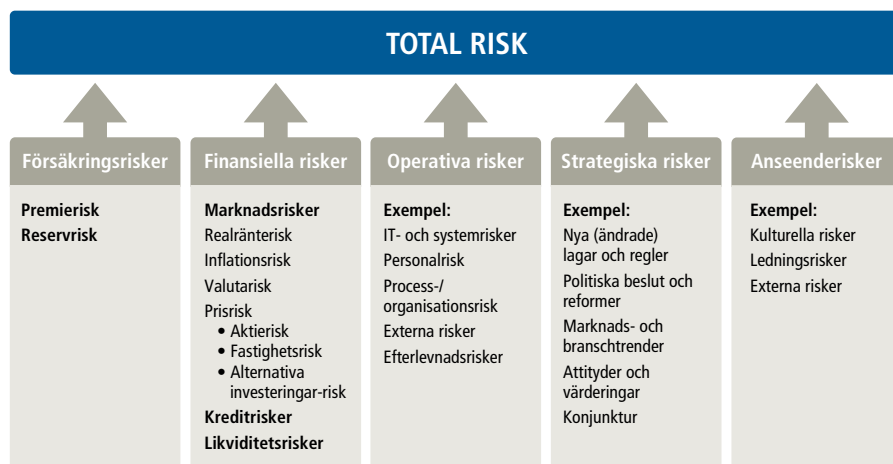 TOTAL RISK
Försäkringsrisker
Premierisk
Reservrisk
Finansiella risker
Marknadsrisker
Realränterisk
Inflationsrisk
Valutarisk
Prisrisk
• Aktierisk
• Fastighetsrisk
• Alternativa
investeringar-risk
Kreditrisker
Likviditetsrisker
Operativa risker
Exempel:
IT- och systemrisker
Personalrisk
Process-/
organisationsrisk
Externa risker
Efterlevnadsrisker
Strategiska risker
Exempel:
Nya (ändrade)
lagar och regler
Politiska beslut och
reformer
Marknads- och
branschtrender
Attityder och
värderingar
Konjunktur
Anseenderisker
Exempel:
Kulturella risker
Ledningsrisker
Externa risker